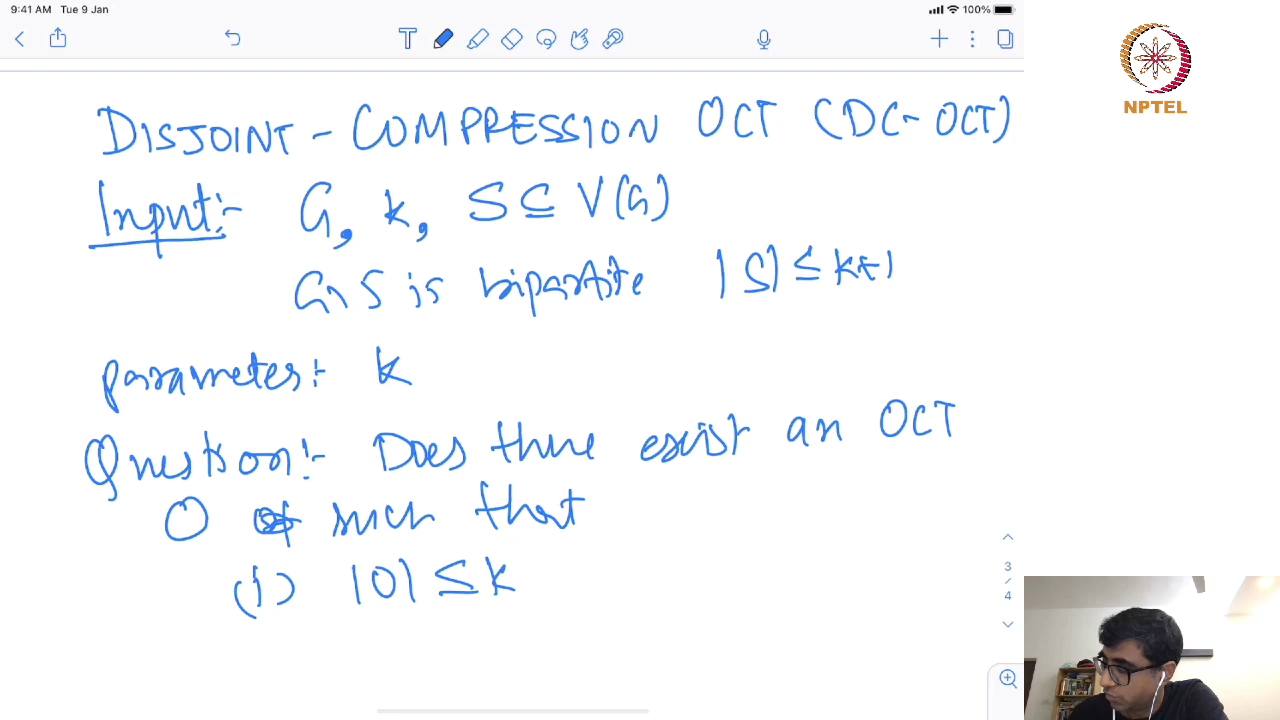 9:41 AM Tue 9 Jan
100%
NPTEL
DISJOINT - COMPRESSION OCT (DC-OCT)
Input:- G, k, S ⊆ V(G)
G \ S is bipartite |S| ≤ k+1
parameter:- k
Question:- Does there exist an OCT
O such that
(i) |O| ≤ k
3
/
4